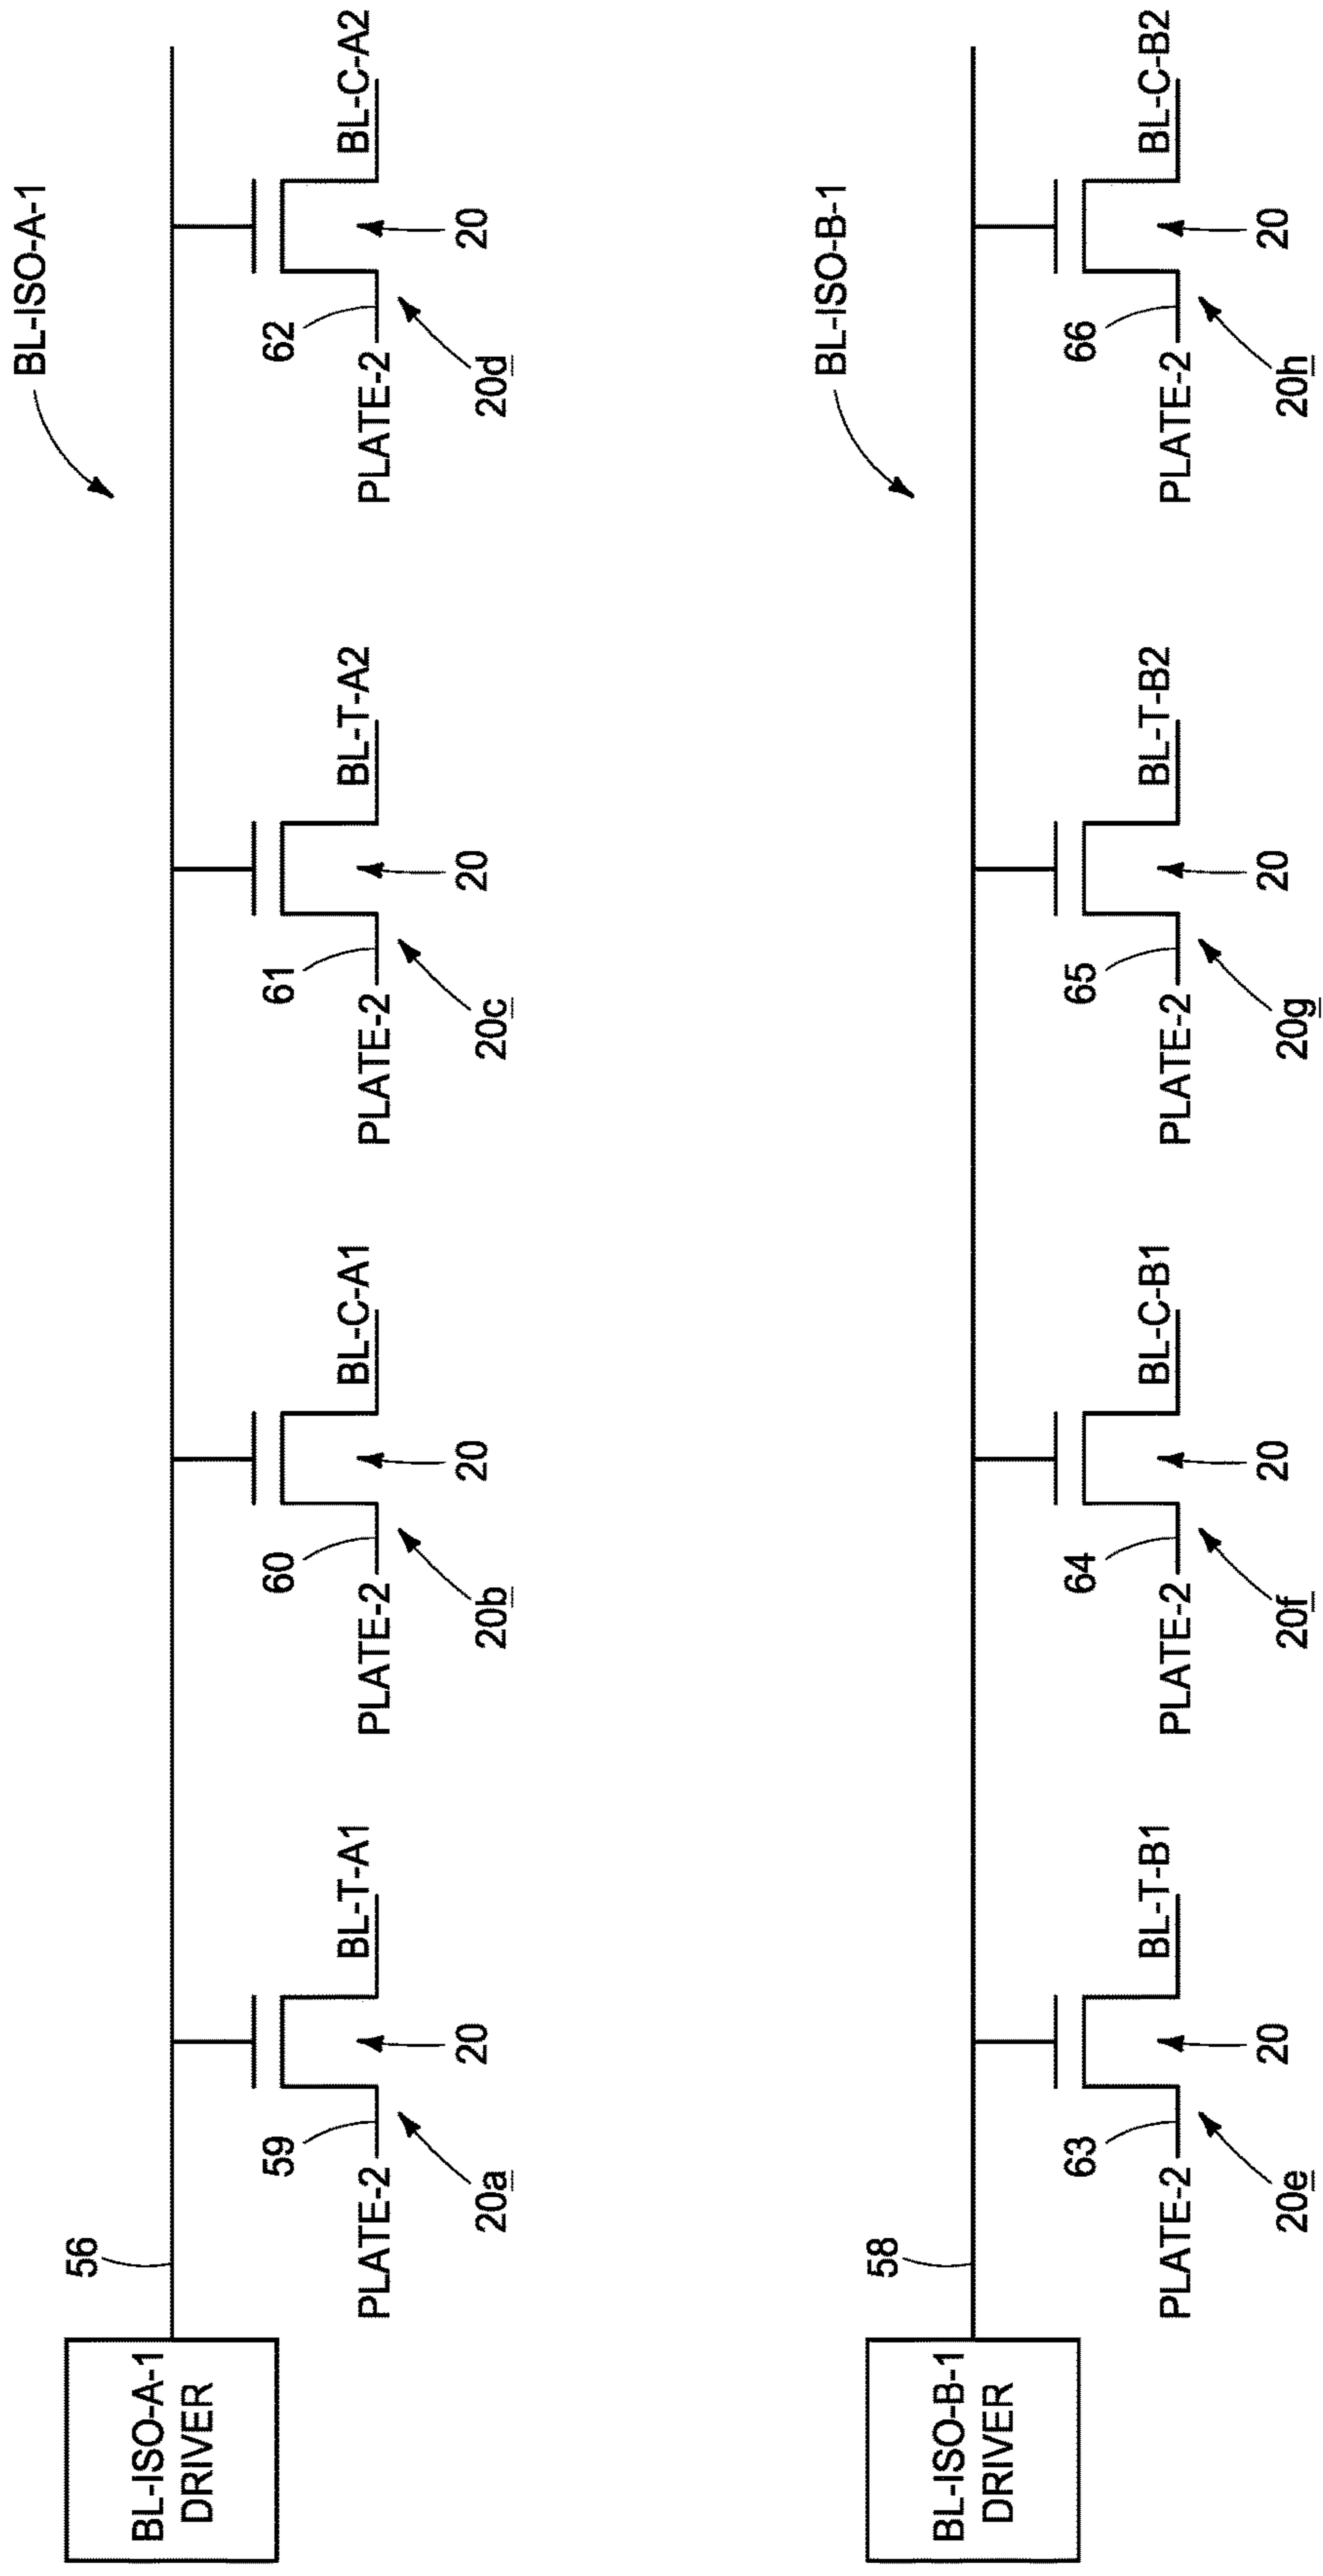 BL-ISO-A-1
BL-ISO-A-1
DRIVER
56
PLATE-2
59
BL-T-A1
20
20a
PLATE-2
60
BL-C-A1
20
20b
PLATE-2
61
BL-T-A2
20
20c
PLATE-2
62
BL-C-A2
20
20d
BL-ISO-B-1
BL-ISO-B-1
DRIVER
58
PLATE-2
63
BL-T-B1
20
20e
PLATE-2
64
BL-C-B1
20
20f
PLATE-2
65
BL-T-B2
20
20g
PLATE-2
66
BL-C-B2
20
20h